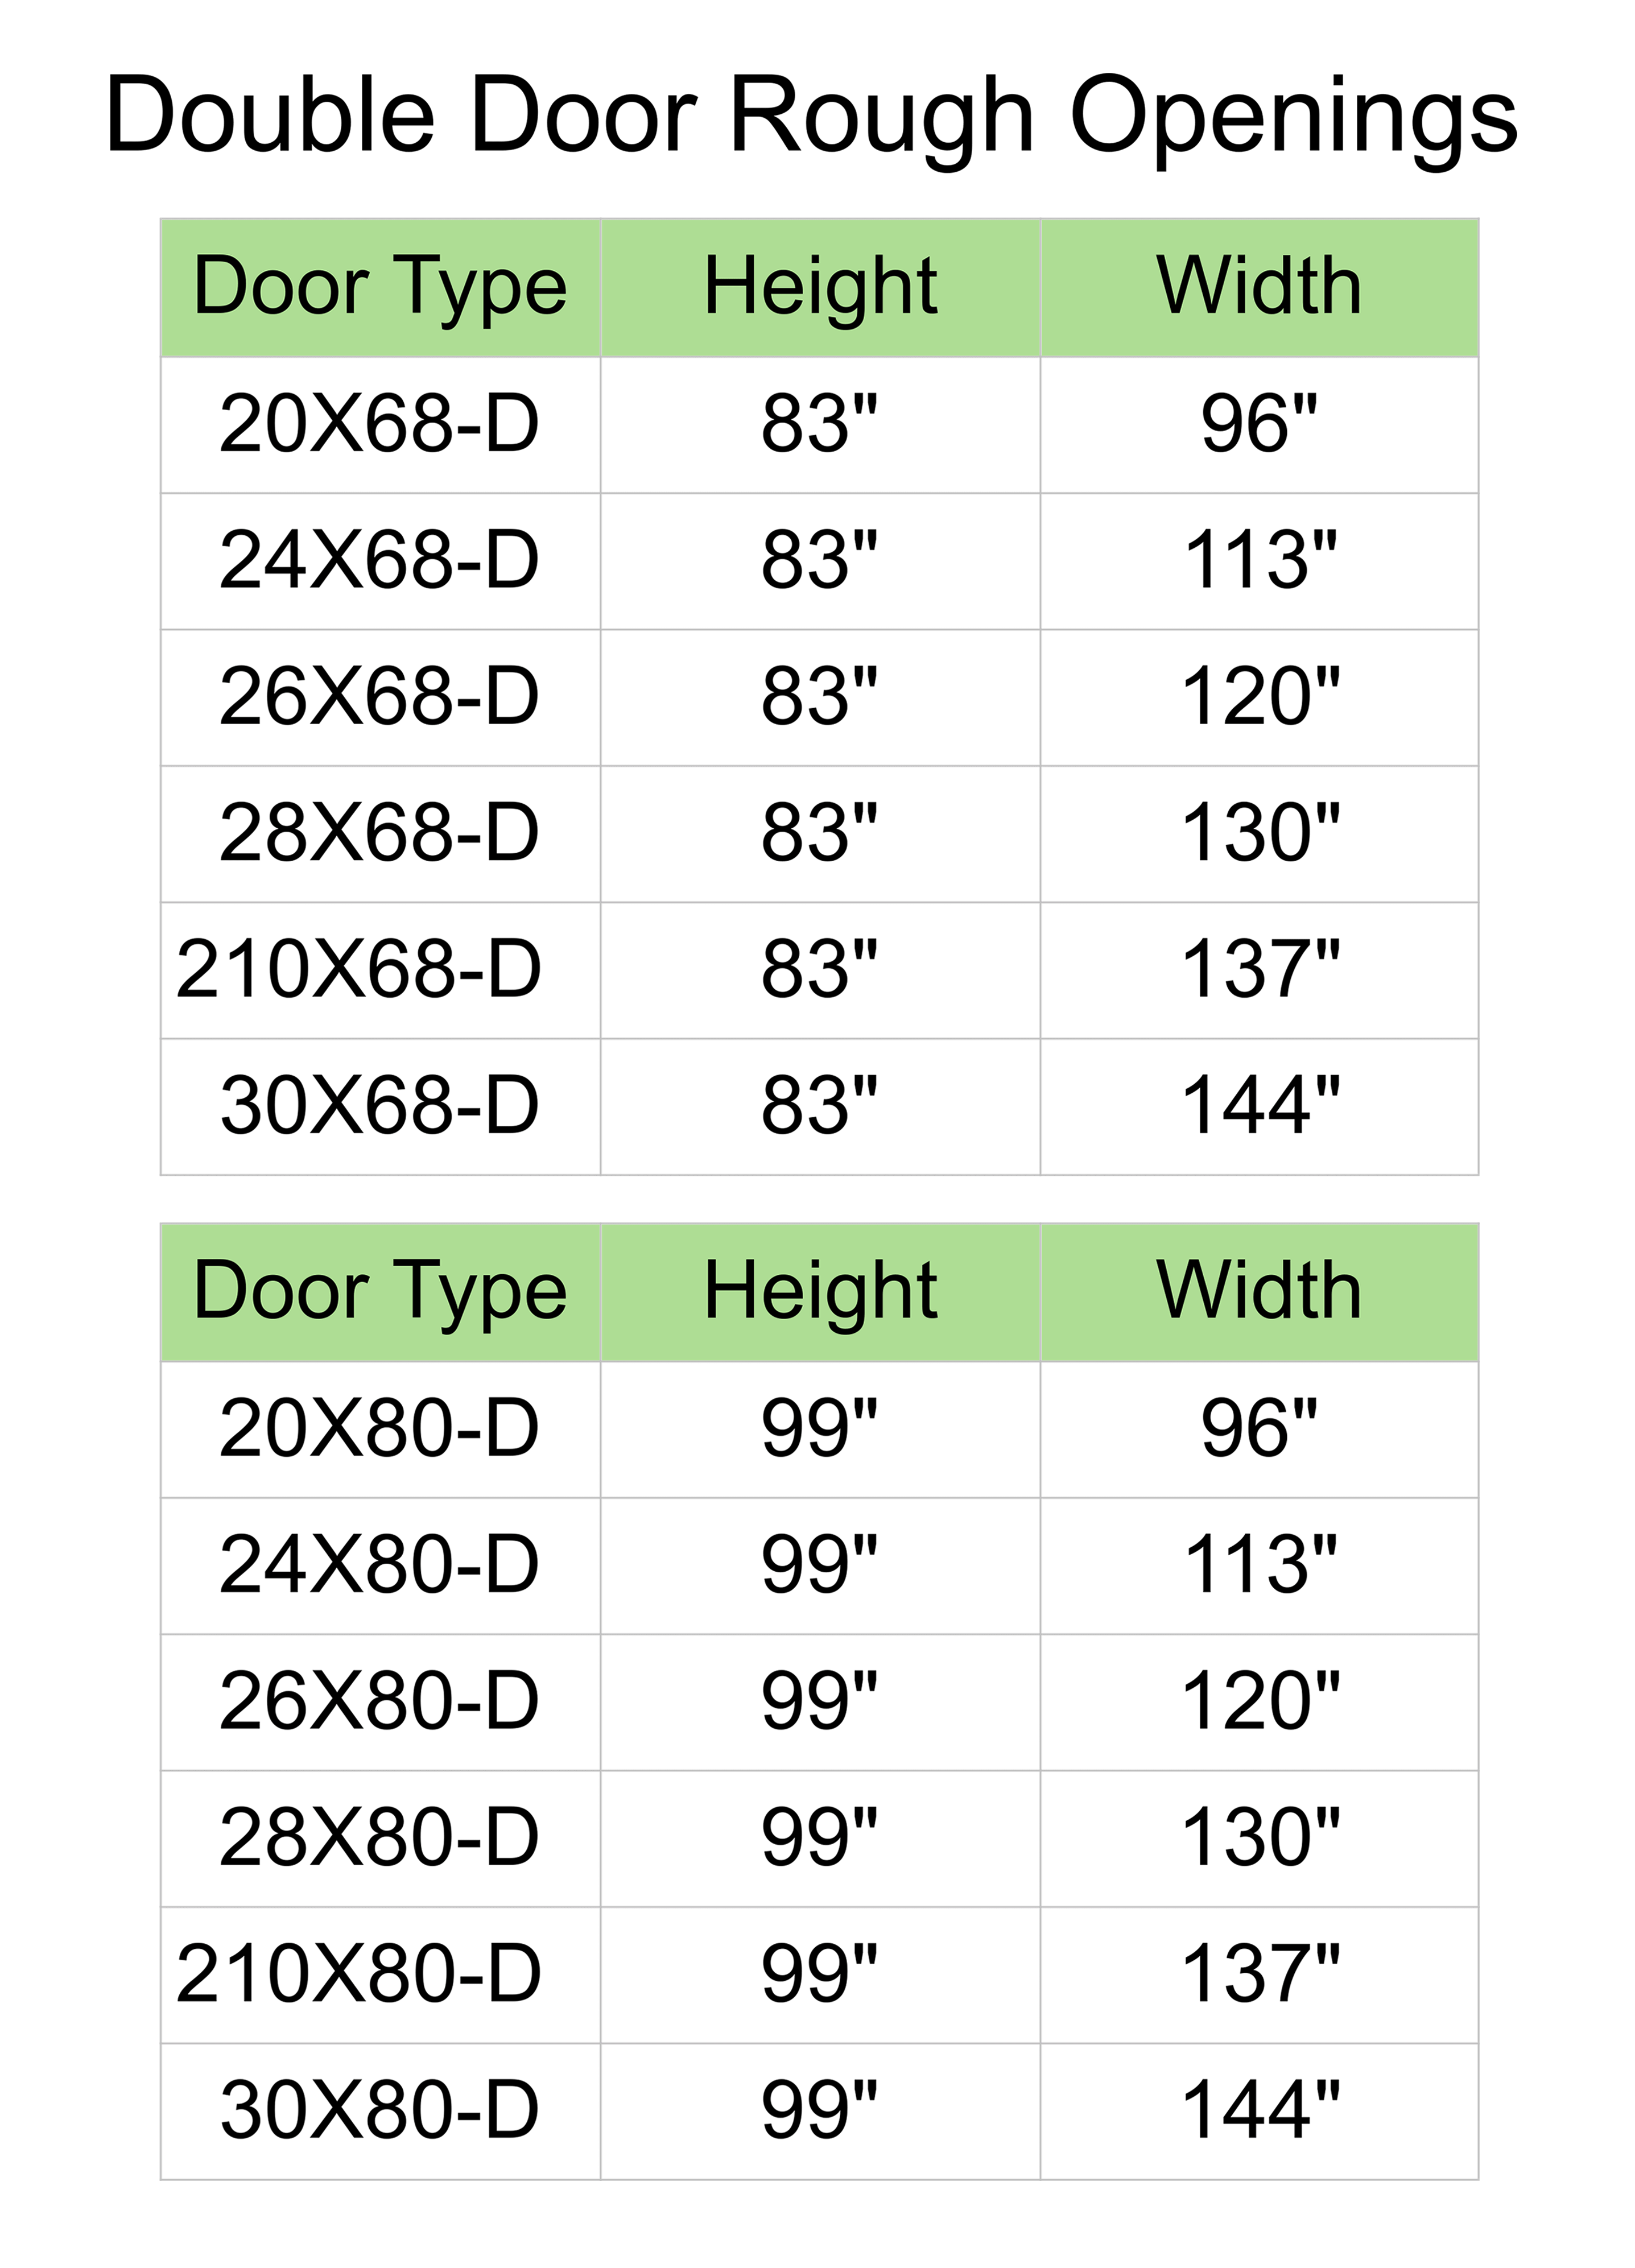 Double Door Rough Openings
Door Type Height Width
20X68-D 83" 96"
24X68-D 83" 113"
26X68-D 83" 120"
28X68-D 83" 130"
210X68-D 83" 137"
30X68-D 83" 144"
Door Type Height Width
20X80-D 99" 96"
24X80-D 99" 113"
26X80-D 99" 120"
28X80-D 99" 130"
210X80-D 99" 137"
30X80-D 99" 144"